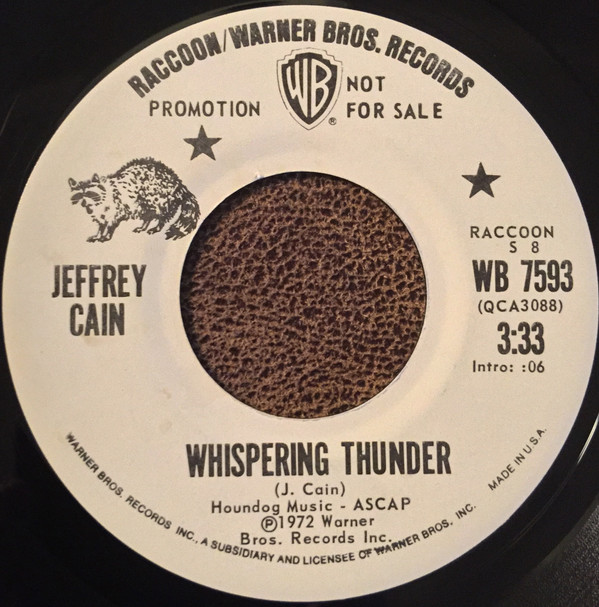 RACCOON/WARNER BROS. RECORDS
WB
®
PROMOTION
NOT
FOR SALE
RACCOON
S 8
WB 7593
(QCA3088)
3:33
Intro: :06
JEFFREY
CAIN
WHISPERING THUNDER
(J. Cain)
Houndog Music - ASCAP
℗1972 Warner
Bros. Records Inc.
WARNER BROS. RECORDS INC., A SUBSIDIARY AND LICENSEE OF WARNER BROS. INC.
MADE IN U.S.A.